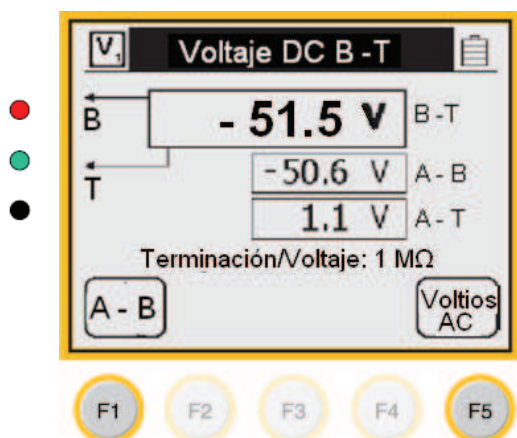 V1 Voltaje DC B -T
B - 51.5 V B -T
T -50.6 V A - B
1.1 V A - T
Terminación/Voltaje: 1 MΩ
A - B
Voltios
AC
F1 F2 F3 F4 F5